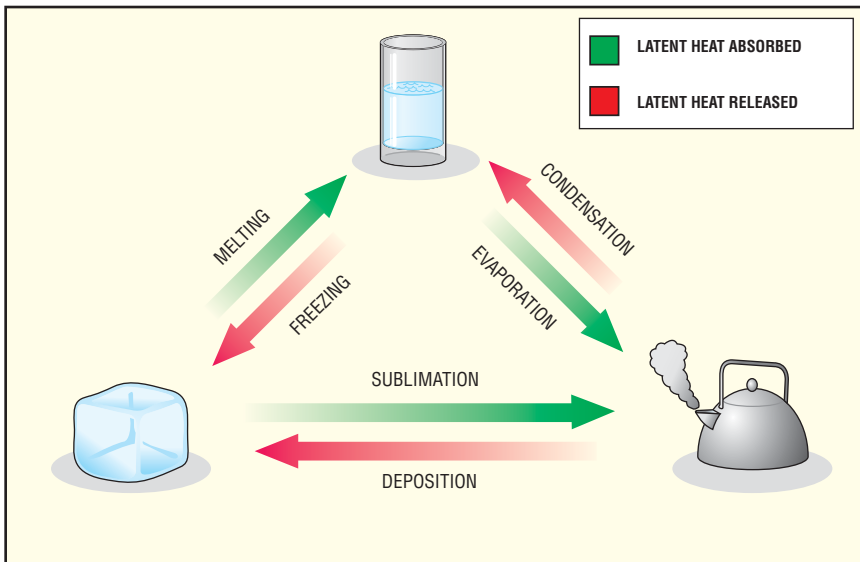 LATENT HEAT ABSORBED
LATENT HEAT RELEASED
CONDENSATION
MELTING
EVAPORATION
FREEZING
SUBLIMATION
DEPOSITION